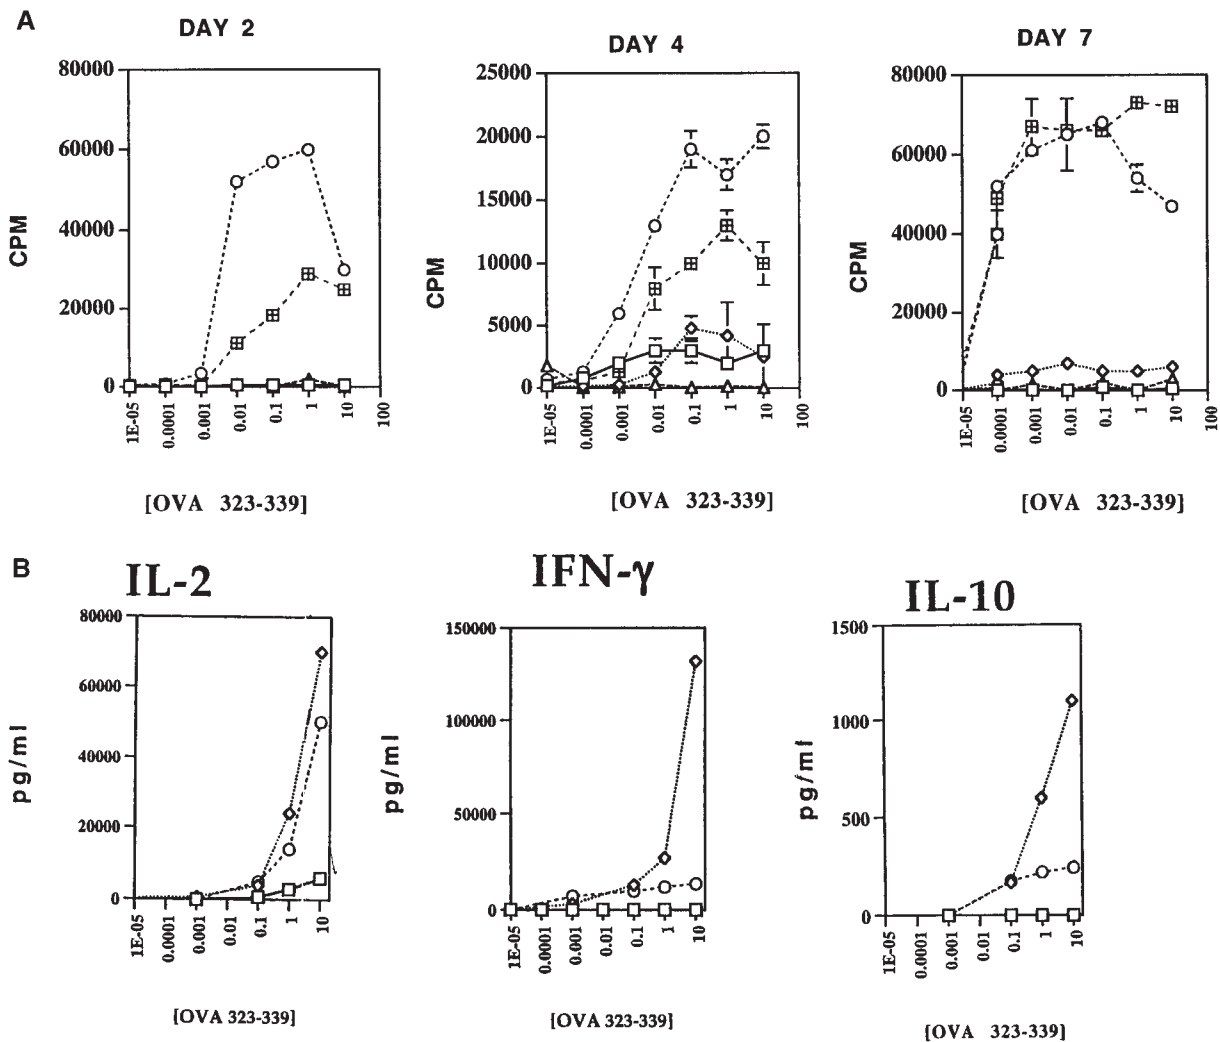 A
DAY 2
DAY 4
DAY 7
80000
60000
40000
20000
0
CPM
1E-05
0.0001
0.001
0.01
0.1
1
10
100
[OVA 323-339]
25000
20000
15000
10000
5000
0
CPM
1E-05
0.0001
0.001
0.01
0.1
1
10
100
[OVA 323-339]
80000
60000
40000
20000
0
CPM
1E-05
0.0001
0.001
0.01
0.1
1
10
100
[OVA 323-339]
B
IL-2
IFN-γ
IL-10
80000
60000
40000
20000
0
pg/ml
1E-05
0.0001
0.001
0.01
0.1
1
10
[OVA 323-339]
150000
100000
50000
0
pg/ml
1E-05
0.0001
0.001
0.01
0.1
1
10
[OVA 323-339]
1500
1000
500
0
pg/ml
1E-05
0.0001
0.001
0.01
0.1
1
10
[OVA 323-339]